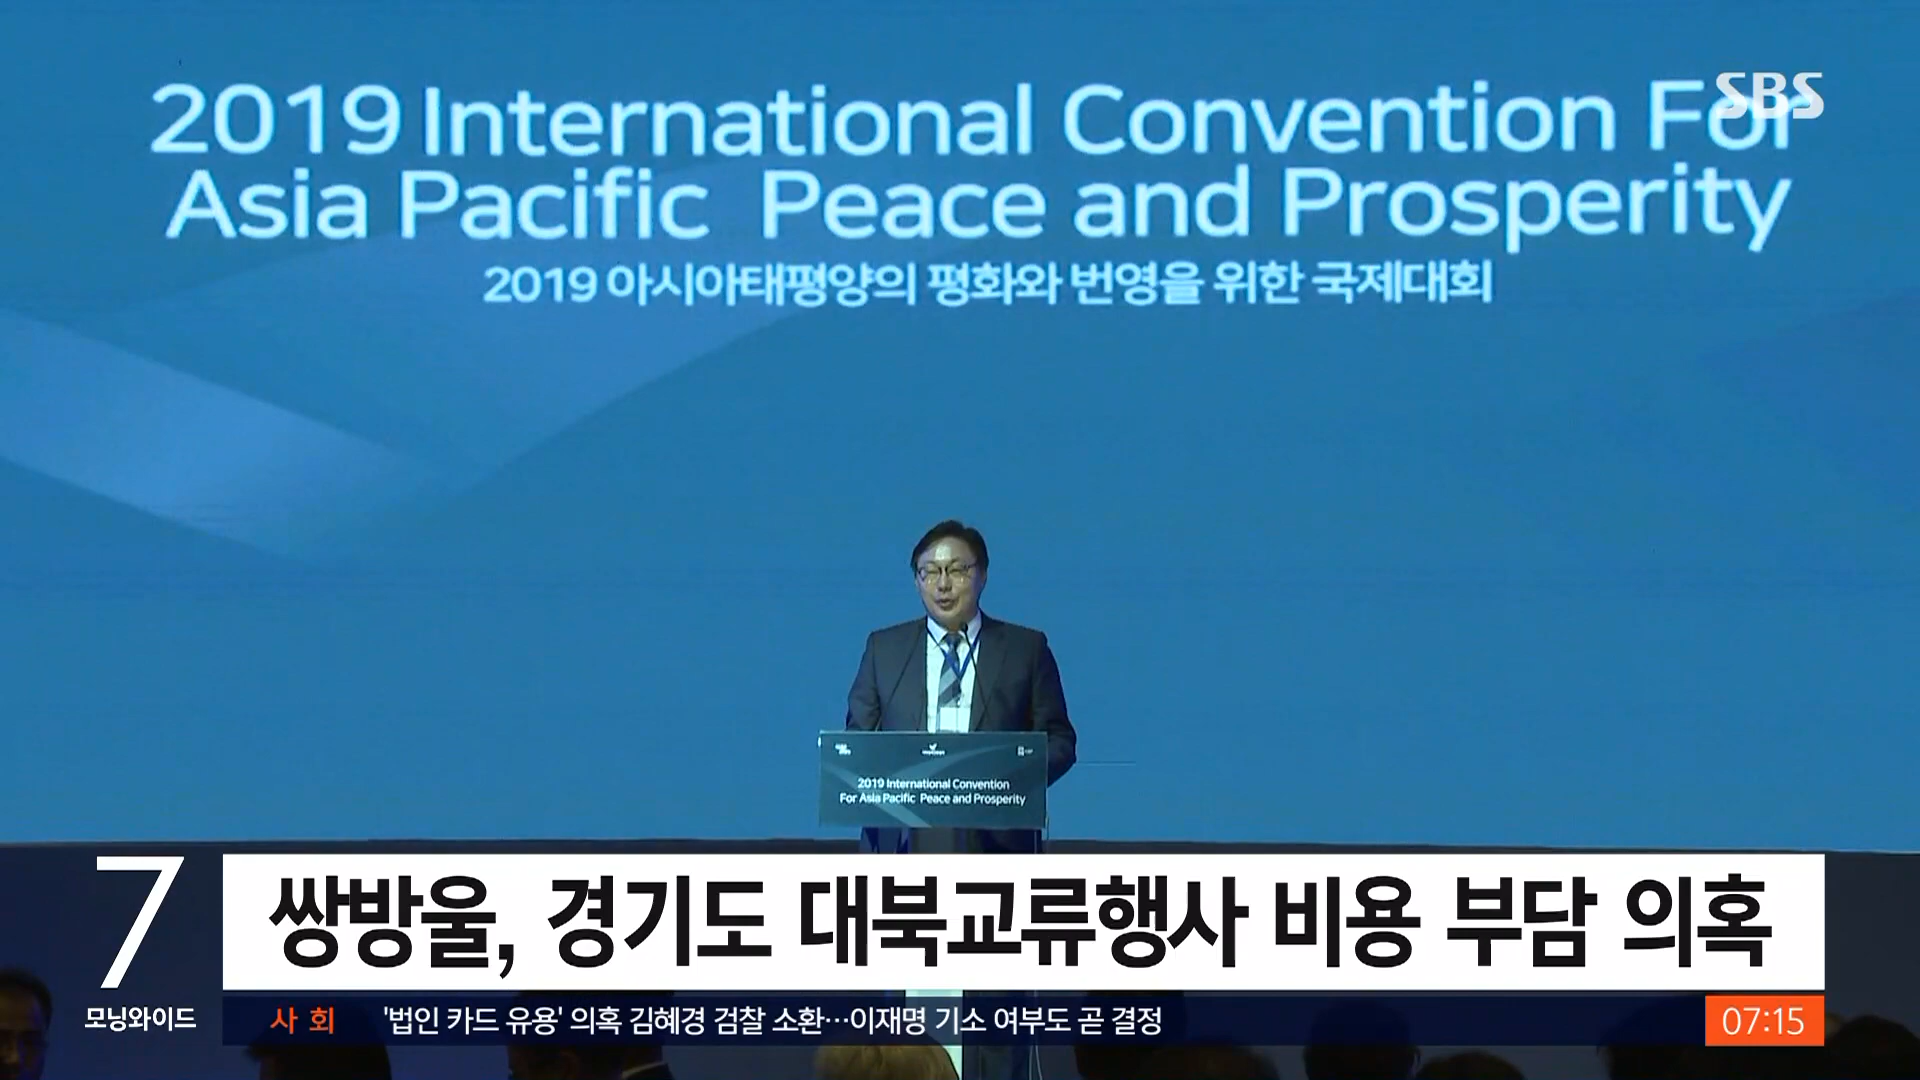 2019 International Convention For
Asia Pacific Peace and Prosperity
2019 아시아태평양의 평화와 번영을 위한 국제대회
SBS
2019 International Convention
For Asia Pacific Peace and Prosperity
7
모닝와이드
쌍방울, 경기도 대북교류행사 비용 부담 의혹
사회 '법인 카드 유용' 의혹 김혜경 검찰 소환…이재명 기소 여부도 곧 결정
07:15